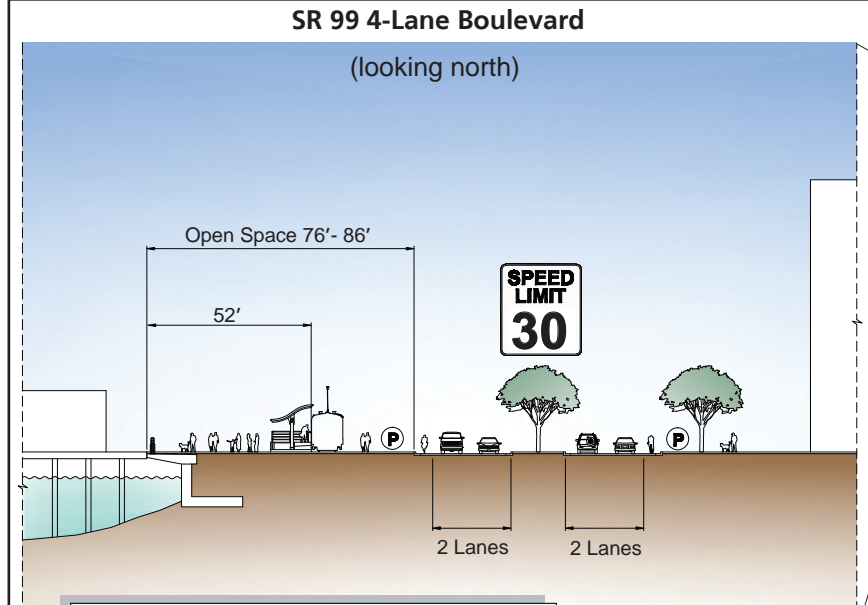 SR 99 4-Lane Boulevard
(looking north)
Open Space 76′- 86′
52′
SPEED
LIMIT
30
P
P
2 Lanes
2 Lanes